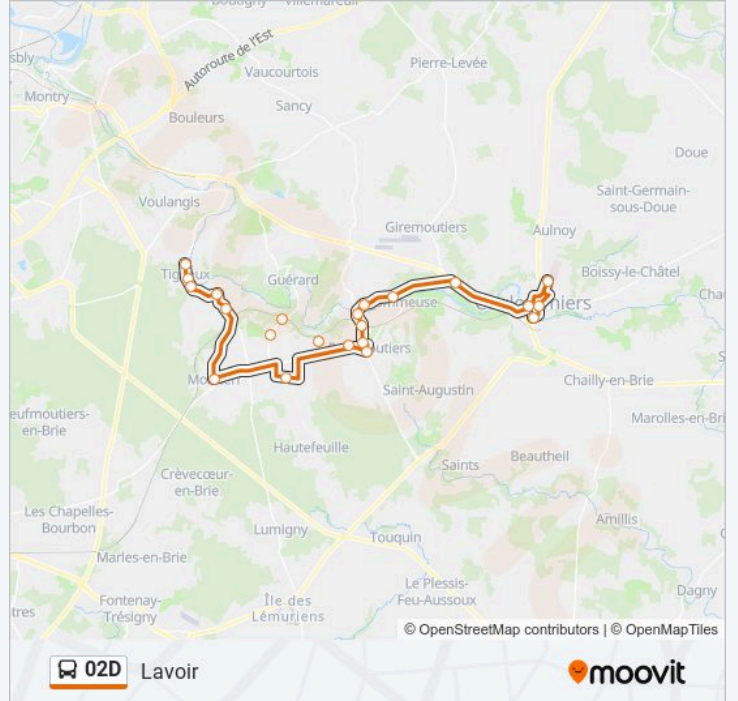 Autoroute de l'Est
Vaucourtois
Pierre-Levée
Montry
Sancy
Bouleurs
Doue
Saint-Germain-
sous-Doue
Voulangis
Giremoutiers
Aulnoy
Guérard
Boissy-le-Châtel
Saint-Augustin
Chailly-en-Brie
Marolles-en-Bri
en-Brie
Hautefeuille
Beautheil
Saints
Crèvecœur-
en-Brie
Les Chapelles-
Bourbon
Lumigny
Touquin
Amillis
Marles-en-Brie
Le Plessis-
Feu-Aussoux
Dagny
Fontenay-
Trésigny
Île des
Lémuriens
© OpenStreetMap contributors | © OpenMapTiles
02D Lavoir
moovit